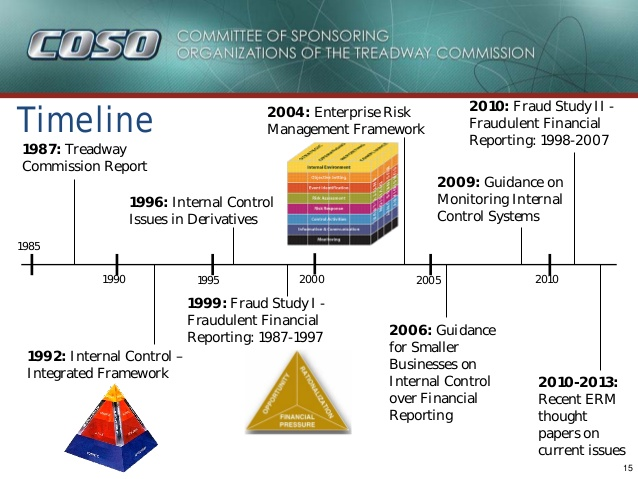 COSO
COMMITTEE OF SPONSORING
ORGANIZATIONS OF THE TREADWAY COMMISSION
Timeline
1987: Treadway
Commission Report
1996: Internal Control
Issues in Derivatives
2004: Enterprise Risk
Management Framework
Internal Environment
Objective Setting
Event Identification
Risk Assessment
Risk Response
Control Activities
Information & Communication
Monitoring
2009: Guidance on
Monitoring Internal
Control Systems
2010: Fraud Study II -
Fraudulent Financial
Reporting: 1998-2007
1985
1990
1995
2000
2005
2010
1992: Internal Control –
Integrated Framework
1999: Fraud Study I -
Fraudulent Financial
Reporting: 1987-1997
OPPORTUNITY
RATIONALIZATION
FINANCIAL
PRESSURE
2006: Guidance
for Smaller
Businesses on
Internal Control
over Financial
Reporting
2010-2013:
Recent ERM
thought
papers on
current issues
15